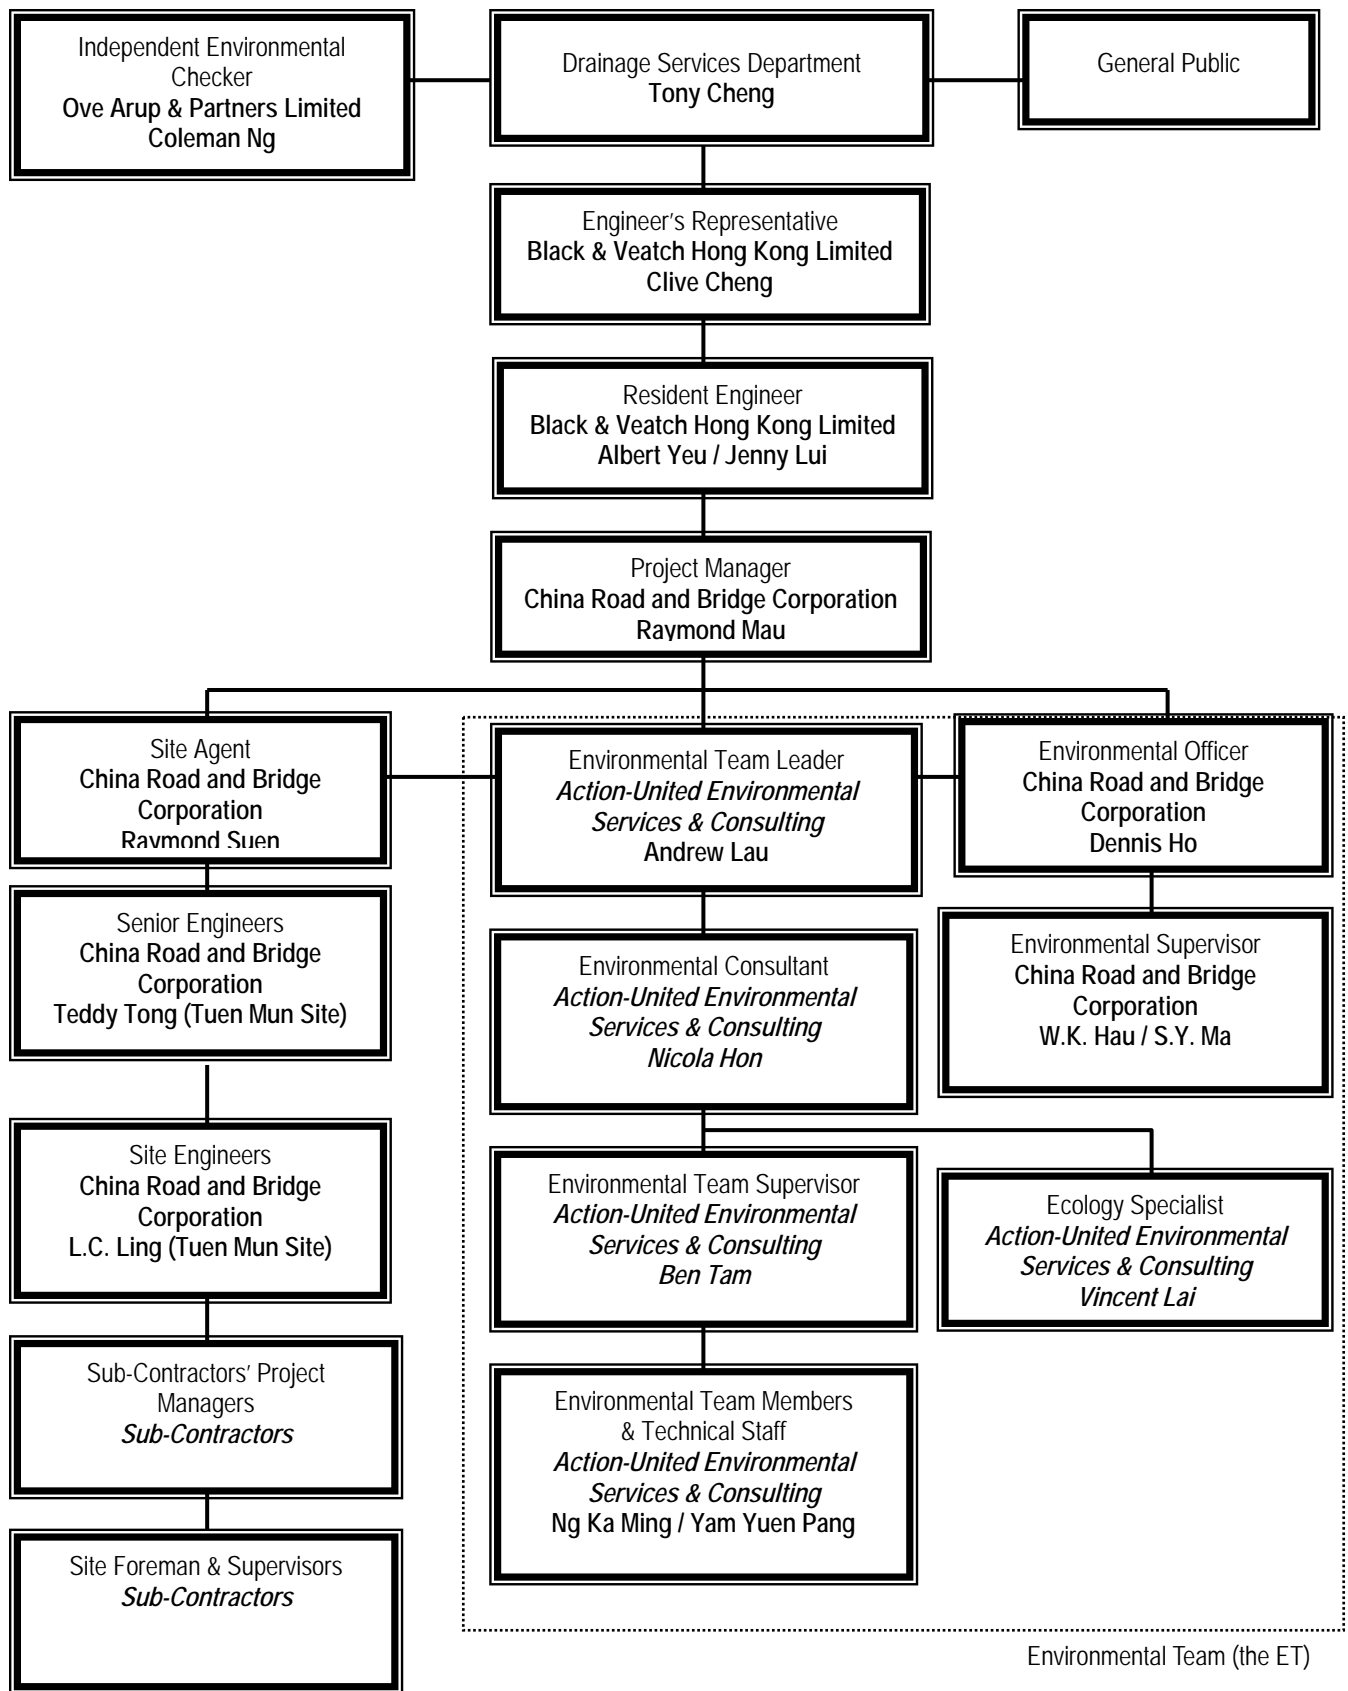 Independent Environmental
Checker
Ove Arup & Partners Limited
Coleman Ng
Drainage Services Department
Tony Cheng
General Public
Engineer's Representative
Black & Veatch Hong Kong Limited
Clive Cheng
Resident Engineer
Black & Veatch Hong Kong Limited
Albert Yeu / Jenny Lui
Project Manager
China Road and Bridge Corporation
Raymond Mau
Site Agent
China Road and Bridge
Corporation
Raymond Suen
Environmental Team Leader
Action-United Environmental
Services & Consulting
Andrew Lau
Environmental Officer
China Road and Bridge
Corporation
Dennis Ho
Senior Engineers
China Road and Bridge
Corporation
Teddy Tong (Tuen Mun Site)
Environmental Consultant
Action-United Environmental
Services & Consulting
Nicola Hon
Environmental Supervisor
China Road and Bridge
Corporation
W.K. Hau / S.Y. Ma
Site Engineers
China Road and Bridge
Corporation
L.C. Ling (Tuen Mun Site)
Environmental Team Supervisor
Action-United Environmental
Services & Consulting
Ben Tam
Ecology Specialist
Action-United Environmental
Services & Consulting
Vincent Lai
Sub-Contractors' Project
Managers
Sub-Contractors
Environmental Team Members
& Technical Staff
Action-United Environmental
Services & Consulting
Ng Ka Ming / Yam Yuen Pang
Site Foreman & Supervisors
Sub-Contractors
Environmental Team (the ET)